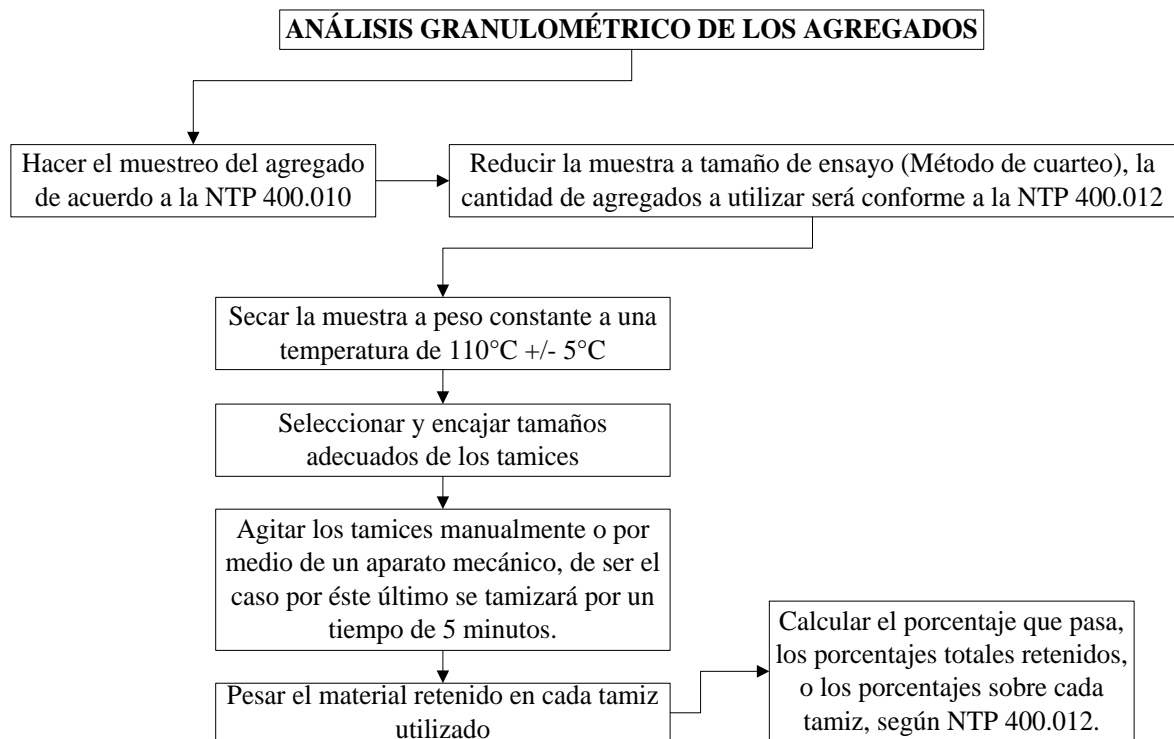 ANÁLISIS GRANULOMÉTRICO DE LOS AGREGADOS
Hacer el muestreo del agregado
de acuerdo a la NTP 400.010
Reducir la muestra a tamaño de ensayo (Método de cuarteo), la
cantidad de agregados a utilizar será conforme a la NTP 400.012
Secar la muestra a peso constante a una
temperatura de 110°C +/- 5°C
Seleccionar y encajar tamaños
adecuados de los tamices
Agitar los tamices manualmente o por
medio de un aparato mecánico, de ser el
caso por éste último se tamizará por un
tiempo de 5 minutos.
Pesar el material retenido en cada tamiz
utilizado
Calcular el porcentaje que pasa,
los porcentajes totales retenidos,
o los porcentajes sobre cada
tamiz, según NTP 400.012.